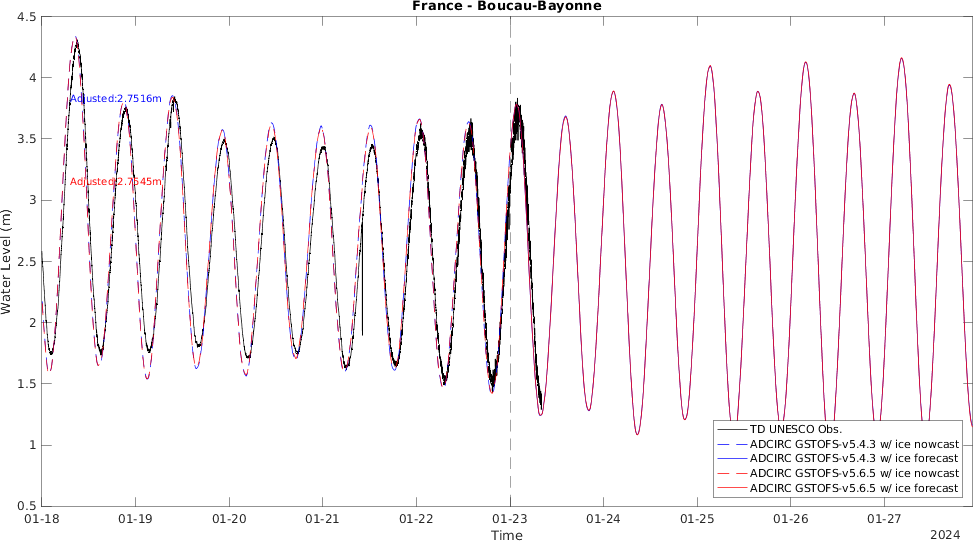 France - Boucau-Bayonne
4.5
4
3.5
3
2.5
2
1.5
1
0.5
Water Level (m)
Adjusted:2.7516m
Adjusted:2.7545m
TD UNESCO Obs.
ADCIRC GSTOFS-v5.4.3 w/ ice nowcast
ADCIRC GSTOFS-v5.4.3 w/ ice forecast
ADCIRC GSTOFS-v5.6.5 w/ ice nowcast
ADCIRC GSTOFS-v5.6.5 w/ ice forecast
01-18 01-19 01-20 01-21 01-22 01-23 01-24 01-25 01-26 01-27
Time
2024